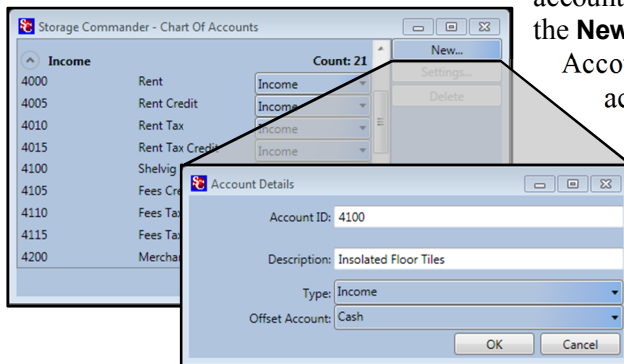 Storage Commander - Chart Of Accounts
account
the New
Accou
ac
Income Count: 21
New...
Settings...
Delete
4000 Rent Income
4005 Rent Credit Income
4010 Rent Tax Income
4015 Rent Tax Credit Income
4100 Shelvig
4105 Fees Cre
4110 Fees Tax
4115 Fees Tax
4200 Merchan
Account Details
Account ID: 4100
Description: Insolated Floor Tiles
Type: Income
Offset Account: Cash
OK Cancel